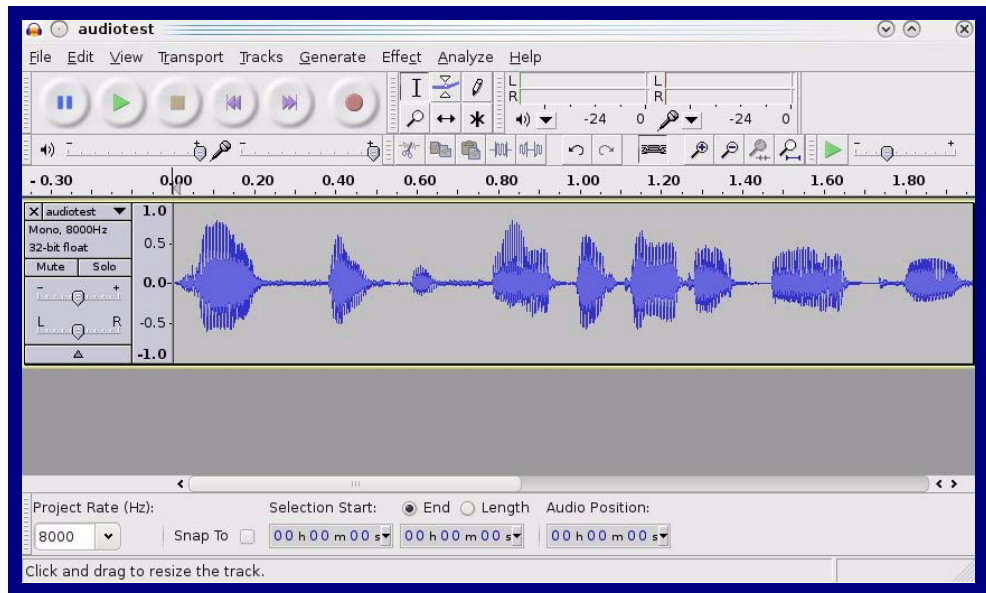 audiotest
File Edit View Transport Tracks Generate Effect Analyze Help
L L
R R
-24 0 -24 0
- 0.30 0.00 0.20 0.40 0.60 0.80 1.00 1.20 1.40 1.60 1.80
X audiotest 1.0
Mono, 8000Hz
32-bit float 0.5
Mute Solo
- + 0.0
L R -0.5
-1.0
Project Rate (Hz): Selection Start: End Length Audio Position:
8000 Snap To 00 h 00 m 00 s 00 h 00 m 00 s 00 h 00 m 00 s
Click and drag to resize the track.